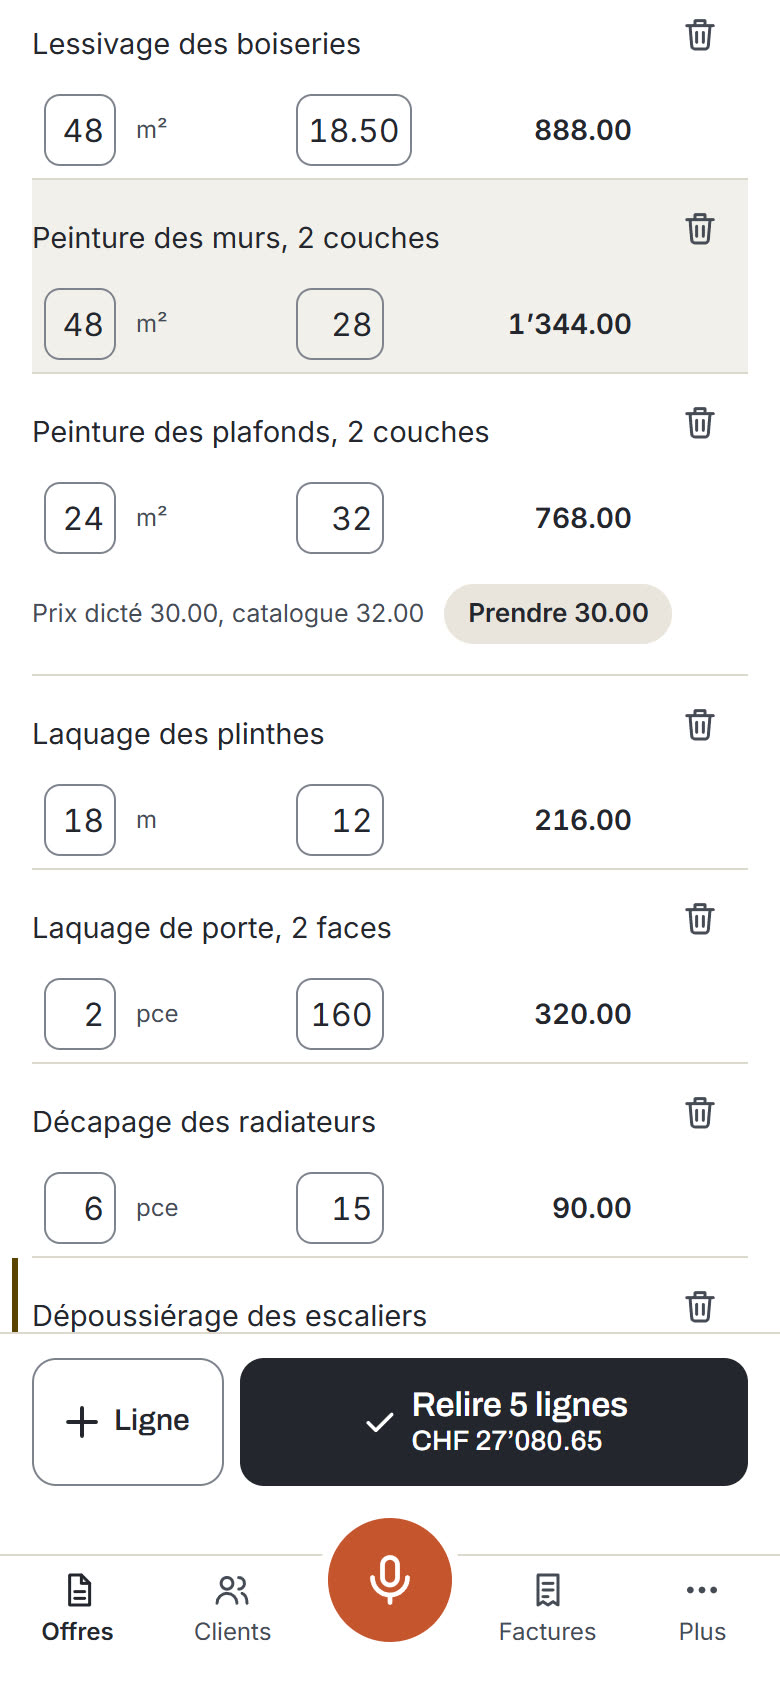 Lessivage des boiseries
48 m² 18.50 888.00
Peinture des murs, 2 couches
48 m² 28 1’344.00
Peinture des plafonds, 2 couches
24 m² 32 768.00
Prix dicté 30.00, catalogue 32.00 Prendre 30.00
Laquage des plinthes
18 m 12 216.00
Laquage de porte, 2 faces
2 pce 160 320.00
Décapage des radiateurs
6 pce 15 90.00
Dépoussiérage des escaliers
Ligne
Relire 5 lignes
CHF 27’080.65
Offres Clients Factures Plus